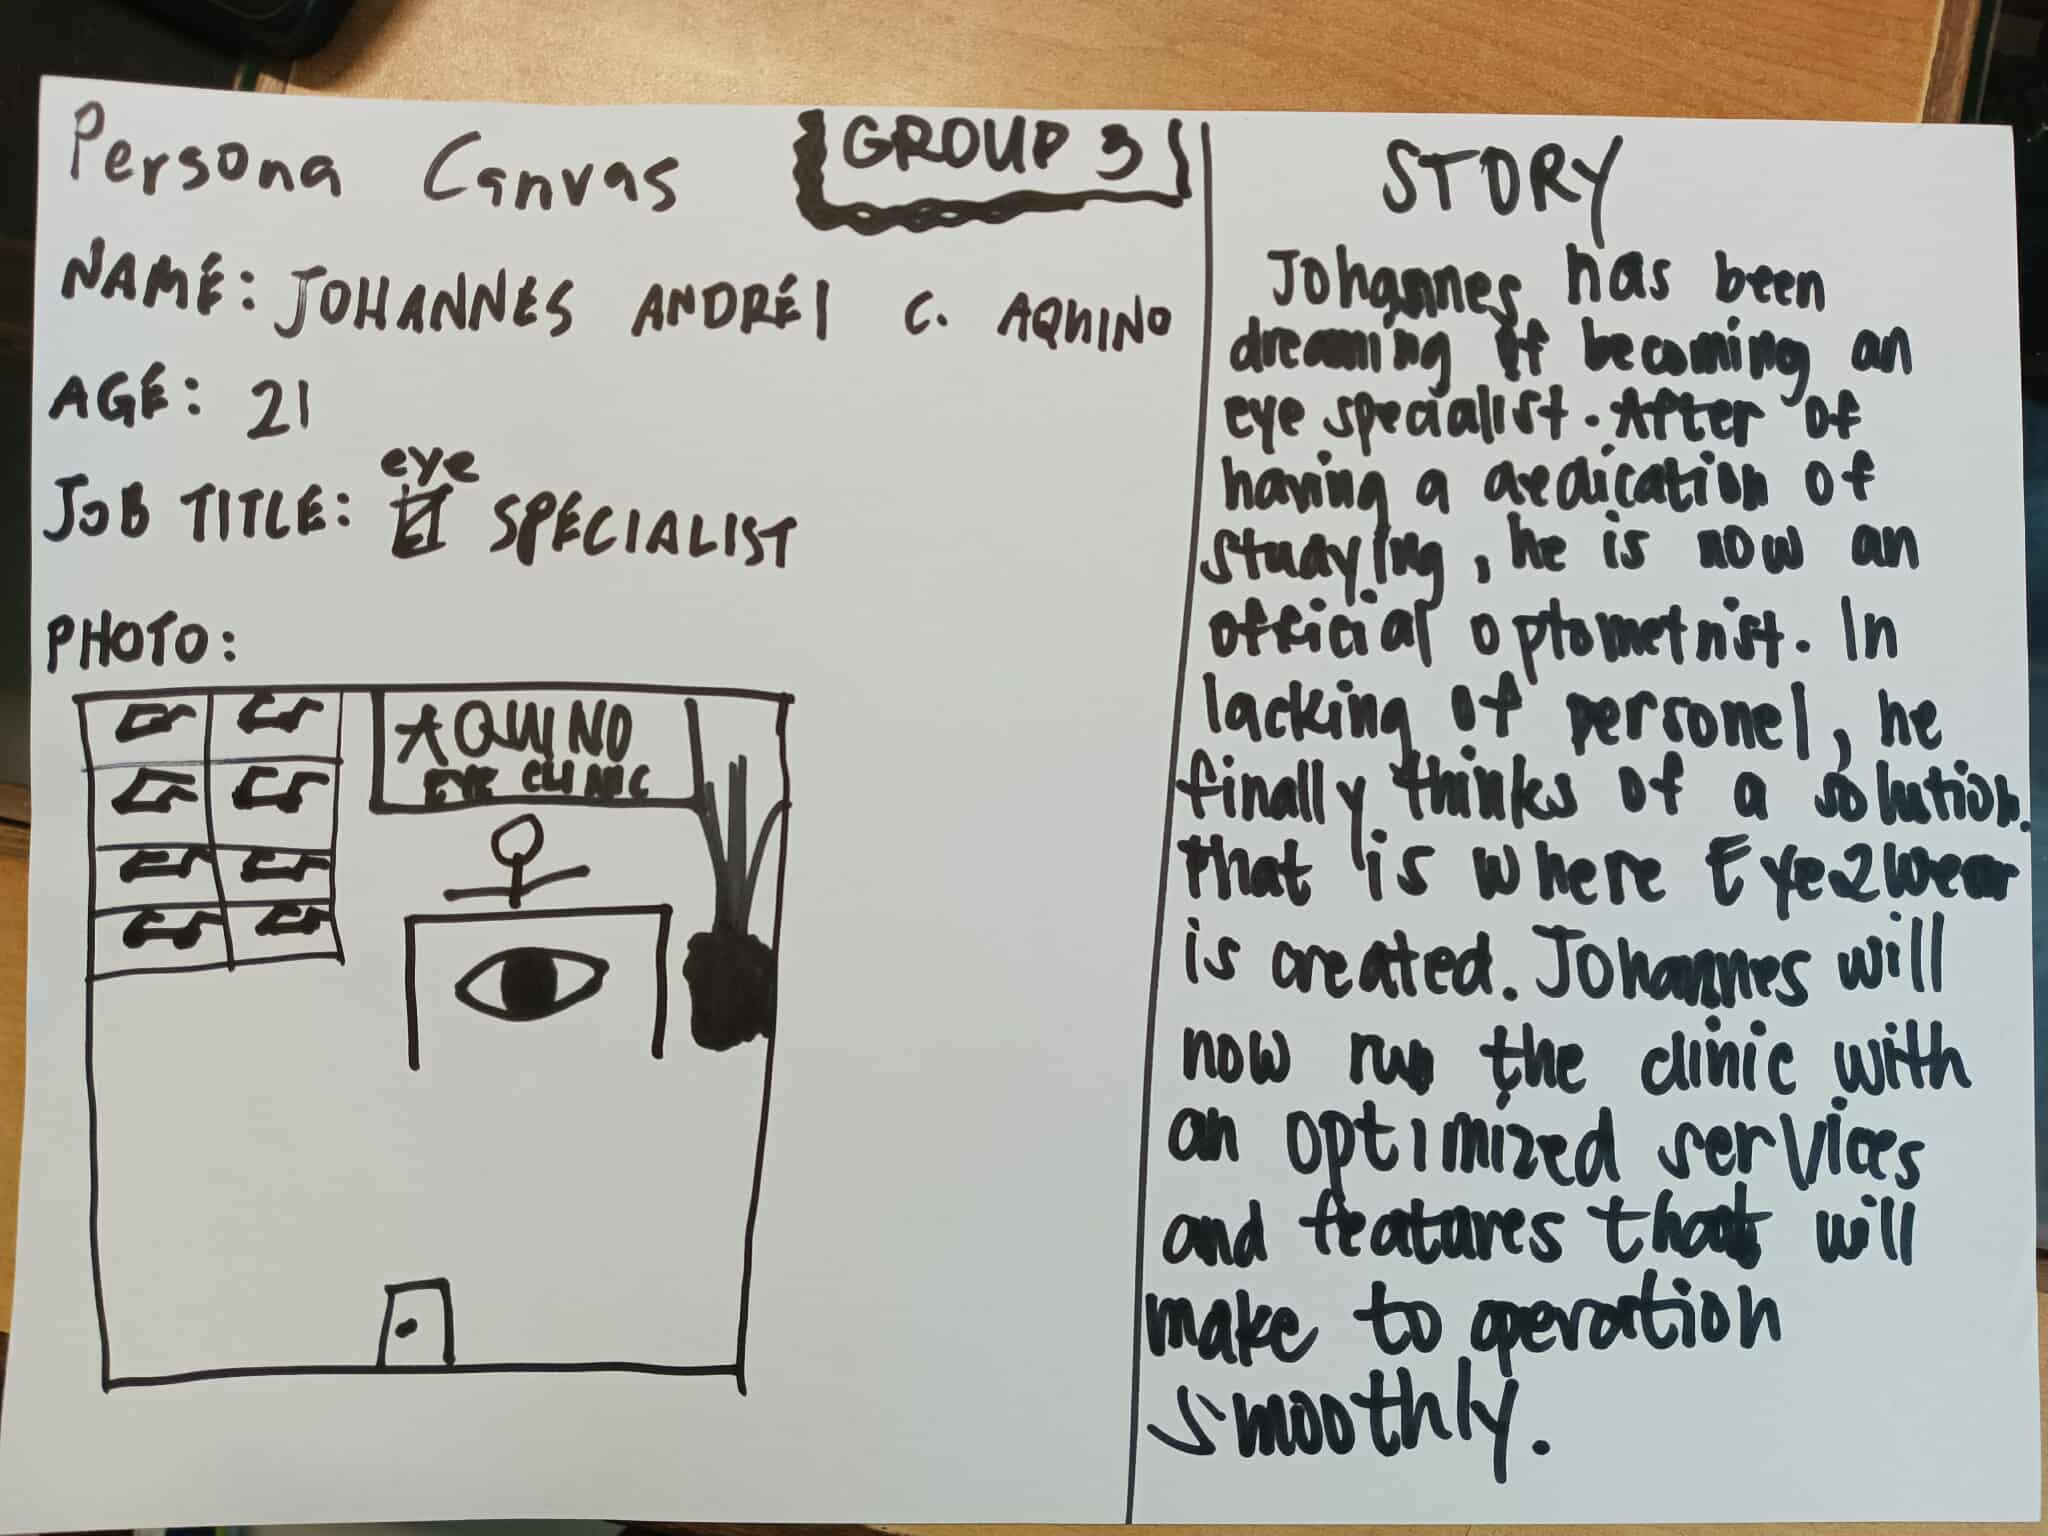 Persona Canvas
GROUP 3
NAME: JOHANNES ANDREI C. AQUINO
AGE: 21
JOB TITLE: eye SPECIALIST
PHOTO:
AQUINO
EYE CLINIC
STORY
Johannes has been
dreaming of becoming an
eye specialist. After of
having a dedication of
studying, he is now an
official optometrist. In
lacking of personel, he
finally thinks of a solution.
that is where Eye2Wear
is created. Johannes will
now run the clinic with
an optimized services
and features that will
make to operation
smoothly.